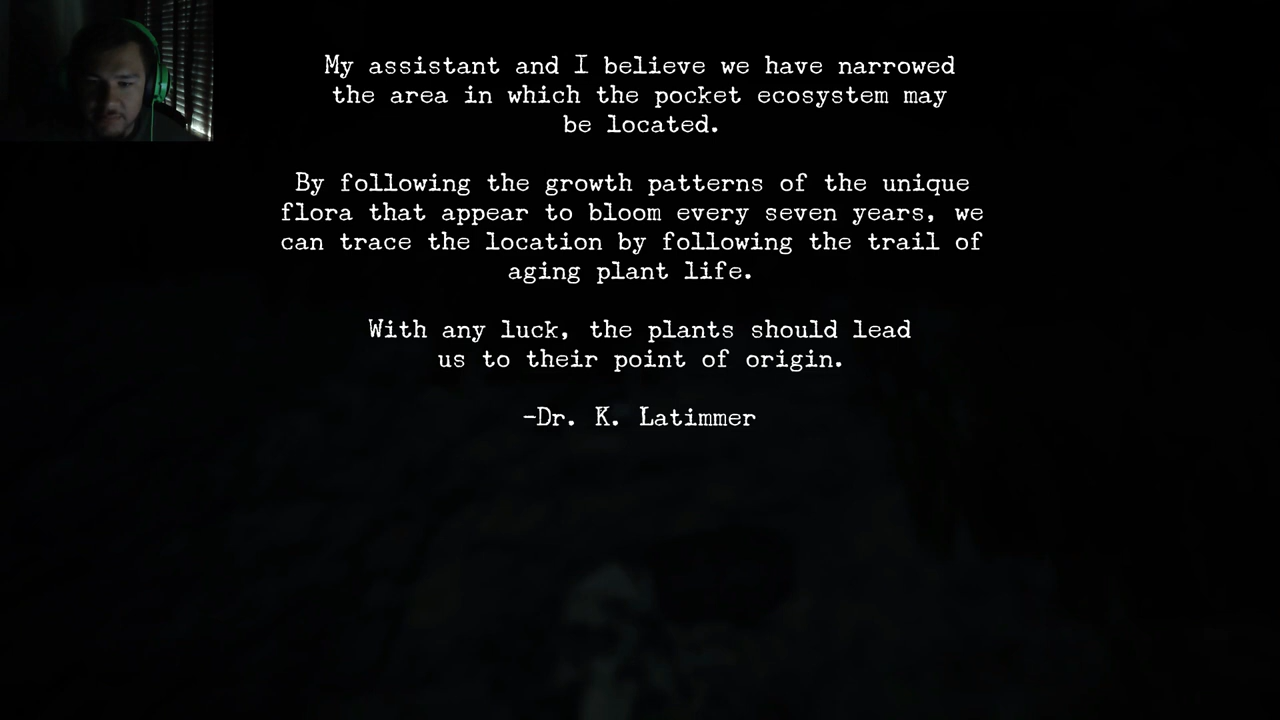 My assistant and I believe we have narrowed
the area in which the pocket ecosystem may
be located.
By following the growth patterns of the unique
flora that appear to bloom every seven years, we
can trace the location by following the trail of
aging plant life.
With any luck, the plants should lead
us to their point of origin.
-Dr. K. Latimmer